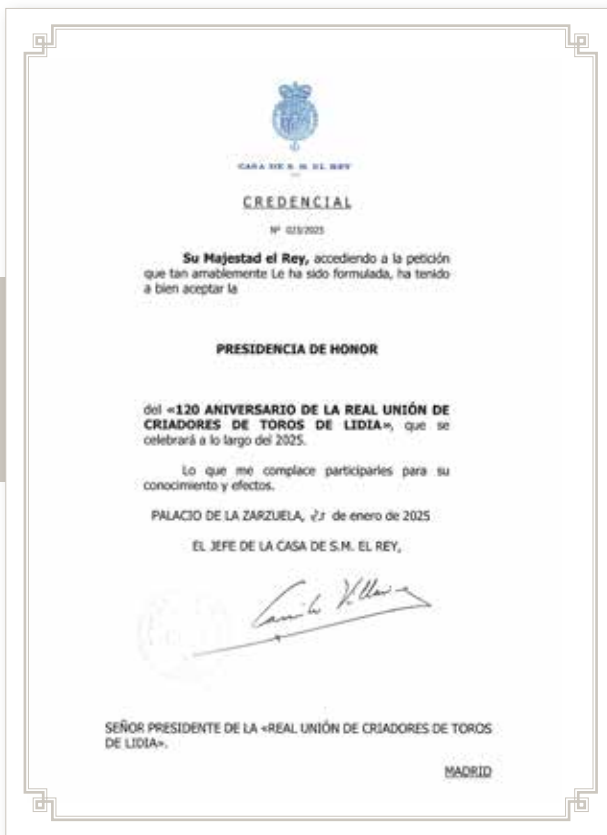 CASA DE S. M. EL REY
CREDENCIAL
Nº 023/2025
Su Majestad el Rey, accediendo a la petición
que tan amablemente Le ha sido formulada, ha tenido
a bien aceptar la
PRESIDENCIA DE HONOR
del «120 ANIVERSARIO DE LA REAL UNIÓN DE
CRIADORES DE TOROS DE LIDIA», que se
celebrará a lo largo del 2025.
Lo que me complace participarles para su
conocimiento y efectos.
PALACIO DE LA ZARZUELA, de enero de 2025
EL JEFE DE LA CASA DE S.M. EL REY,
SEÑOR PRESIDENTE DE LA «REAL UNIÓN DE CRIADORES DE TOROS
DE LIDIA».
MADRID